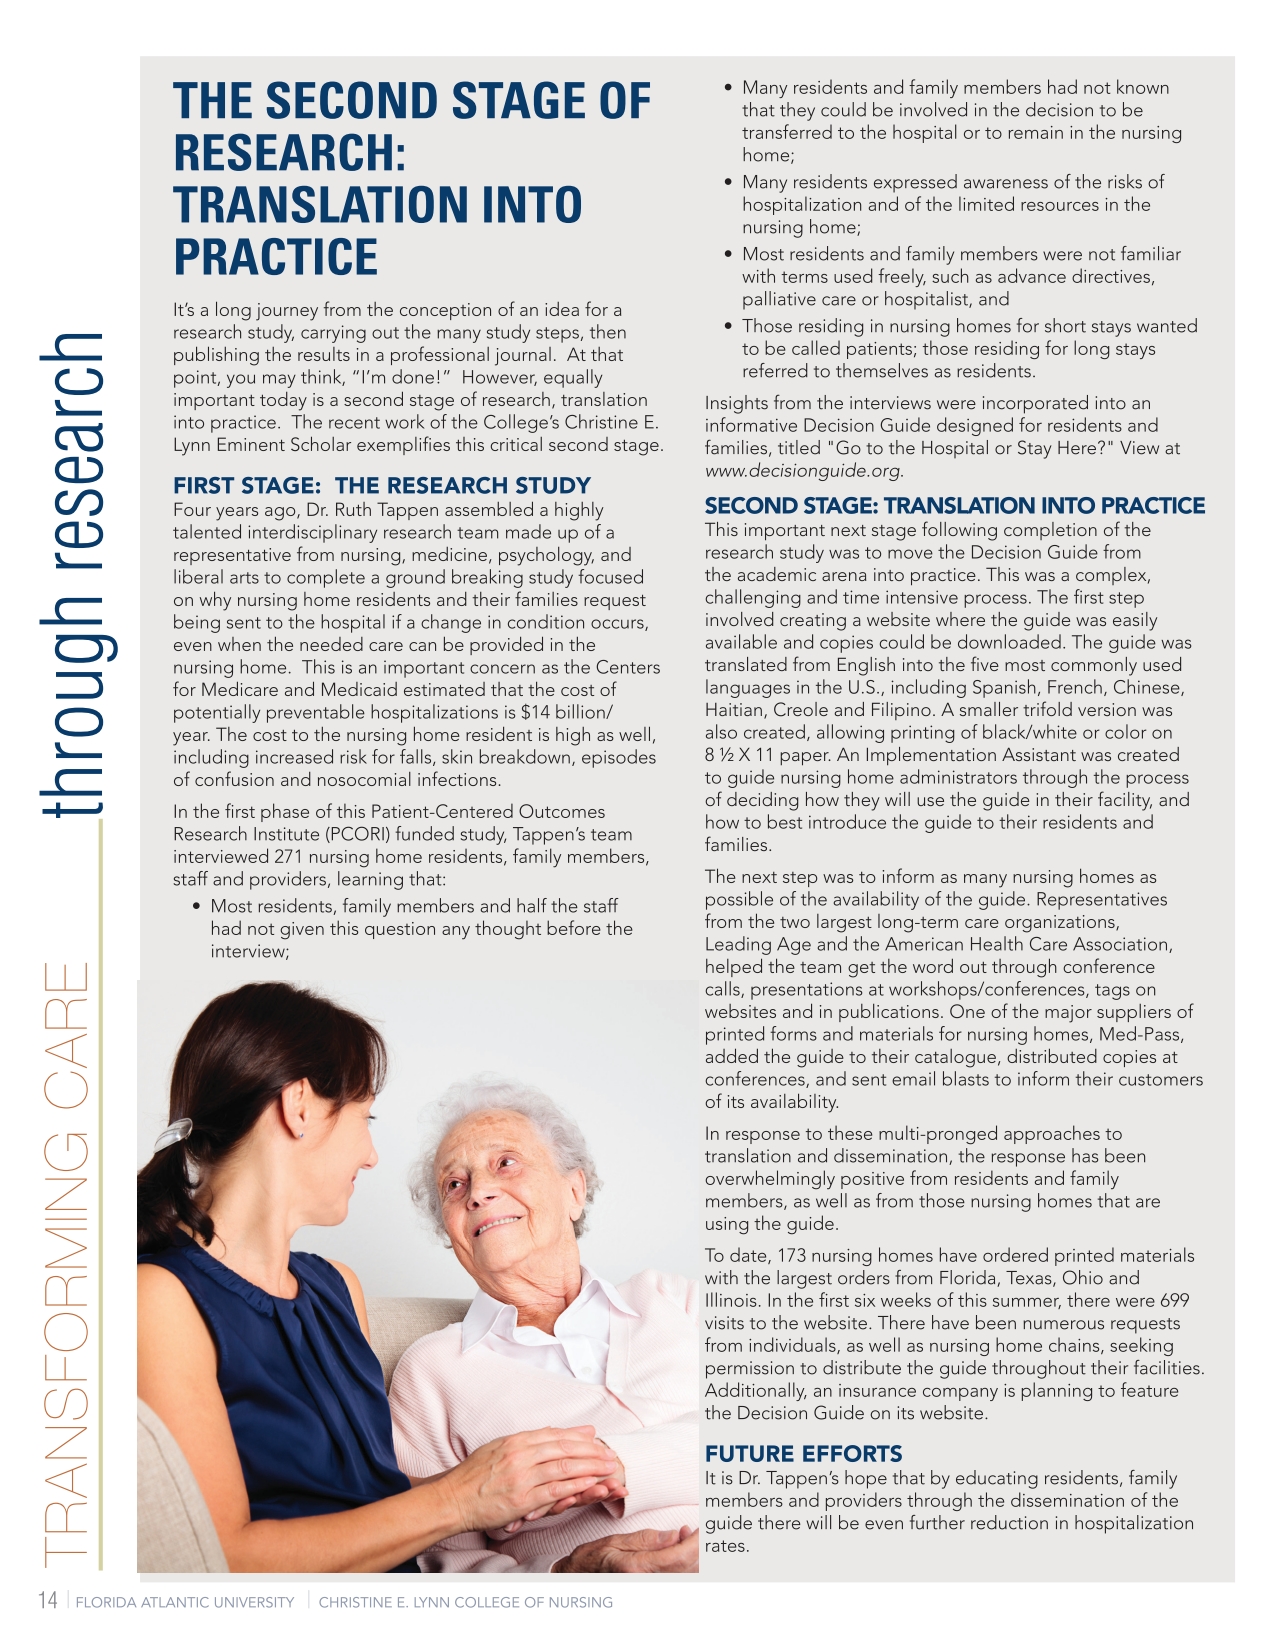 THE SECOND STAGE OF
RESEARCH:
TRANSLATION INTO
PRACTICE
It’s a long journey from the conception of an idea for a
research study, carrying out the many study steps, then
publishing the results in a professional journal.  At that
point, you may think, “I’m done!”  However, equally
important today is a second stage of research, translation
into practice.  The recent work of the College’s Christine E.
Lynn Eminent Scholar exemplifies this critical second stage.
FIRST STAGE:  THE RESEARCH STUDY
Four years ago, Dr. Ruth Tappen assembled a highly
talented interdisciplinary research team made up of a
representative from nursing, medicine, psychology, and
liberal arts to complete a ground breaking study focused
on why nursing home residents and their families request
being sent to the hospital if a change in condition occurs,
even when the needed care can be provided in the
nursing home.  This is an important concern as the Centers
for Medicare and Medicaid estimated that the cost of
potentially preventable hospitalizations is $14 billion/
year. The cost to the nursing home resident is high as well,
including increased risk for falls, skin breakdown, episodes
of confusion and nosocomial infections.
In the first phase of this Patient-Centered Outcomes
Research Institute (PCORI) funded study, Tappen’s team
interviewed 271 nursing home residents, family members,
staff and providers, learning that:
• Most residents, family members and half the staff
had not given this question any thought before the
interview;
• Many residents and family members had not known
that they could be involved in the decision to be
transferred to the hospital or to remain in the nursing
home;
• Many residents expressed awareness of the risks of
hospitalization and of the limited resources in the
nursing home;
• Most residents and family members were not familiar
with terms used freely, such as advance directives,
palliative care or hospitalist, and
• Those residing in nursing homes for short stays wanted
to be called patients; those residing for long stays
referred to themselves as residents.
Insights from the interviews were incorporated into an
informative Decision Guide designed for residents and
families, titled "Go to the Hospital or Stay Here?" View at
www.decisionguide.org.
SECOND STAGE: TRANSLATION INTO PRACTICE
This important next stage following completion of the
research study was to move the Decision Guide from
the academic arena into practice. This was a complex,
challenging and time intensive process. The first step
involved creating a website where the guide was easily
available and copies could be downloaded. The guide was
translated from English into the five most commonly used
languages in the U.S., including Spanish, French, Chinese,
Haitian, Creole and Filipino. A smaller trifold version was
also created, allowing printing of black/white or color on
8 ½ X 11 paper. An Implementation Assistant was created
to guide nursing home administrators through the process
of deciding how they will use the guide in their facility, and
how to best introduce the guide to their residents and
families.
The next step was to inform as many nursing homes as
possible of the availability of the guide. Representatives
from the two largest long-term care organizations,
Leading Age and the American Health Care Association,
helped the team get the word out through conference
calls, presentations at workshops/conferences, tags on
websites and in publications. One of the major suppliers of
printed forms and materials for nursing homes, Med-Pass,
added the guide to their catalogue, distributed copies at
conferences, and sent email blasts to inform their customers
of its availability.
In response to these multi-pronged approaches to
translation and dissemination, the response has been
overwhelmingly positive from residents and family
members, as well as from those nursing homes that are
using the guide.
To date, 173 nursing homes have ordered printed materials
with the largest orders from Florida, Texas, Ohio and
Illinois. In the first six weeks of this summer, there were 699
visits to the website. There have been numerous requests
from individuals, as well as nursing home chains, seeking
permission to distribute the guide throughout their facilities.
Additionally, an insurance company is planning to feature
the Decision Guide on its website.
FUTURE EFFORTS
It is Dr. Tappen’s hope that by educating residents, family
members and providers through the dissemination of the
guide there will be even further reduction in hospitalization
rates.
TRANSFORMING CARE through research
14 | FLORIDA ATLANTIC UNIVERSITY | CHRISTINE E. LYNN COLLEGE OF NURSING